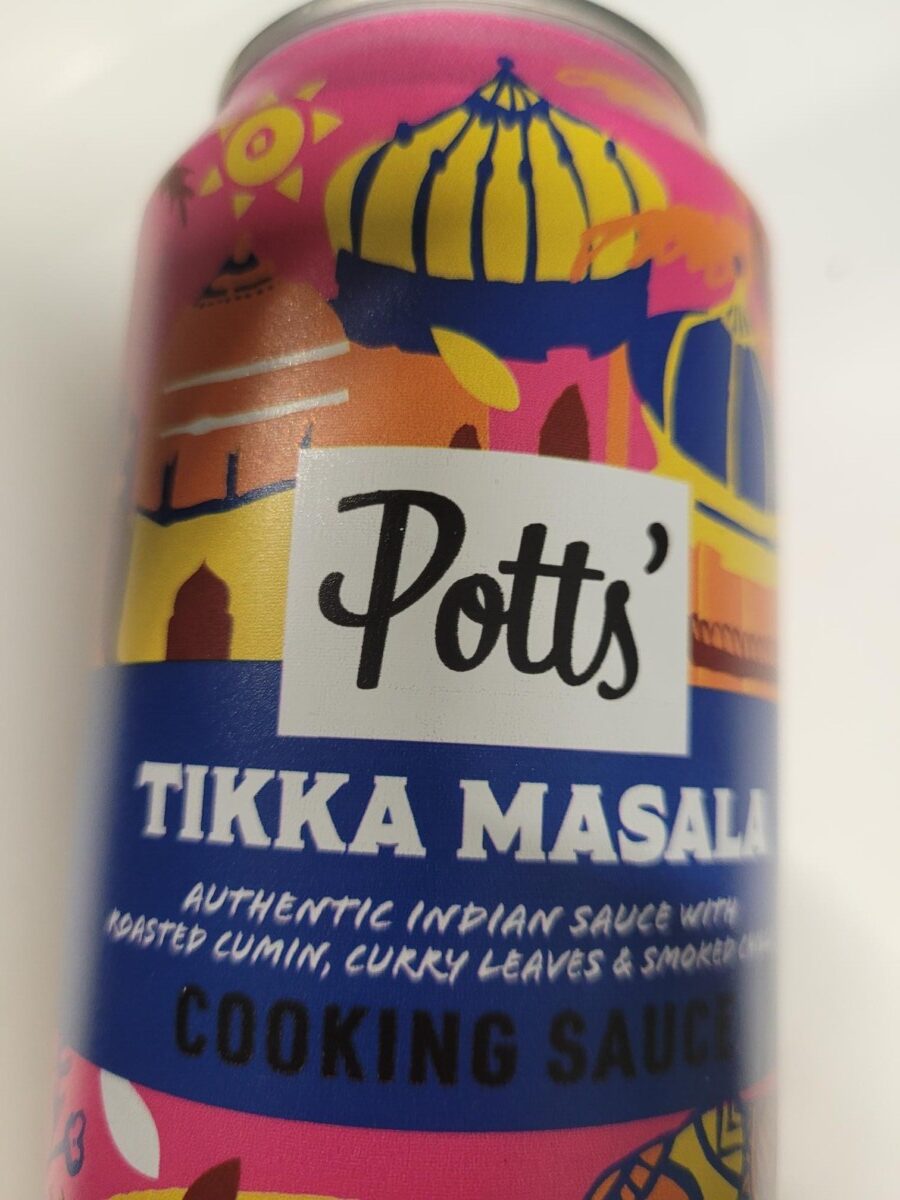 Potts'
TIKKA MASALA
AUTHENTIC INDIAN SAUCE WITH
ROASTED CUMIN, CURRY LEAVES & SMOKED
COOKING SAUCE